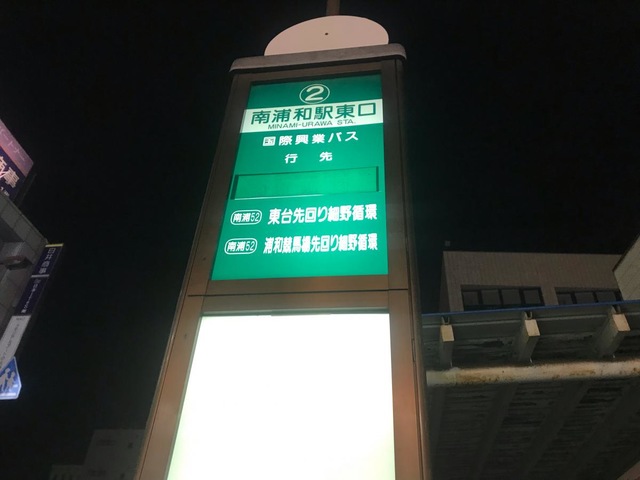 ②
南浦和駅東口
MINAMI-URAWA STA.
国際興業バス
行先
南浦52 東台先回り細野循環
南浦52 浦和競馬場先回り細野循環